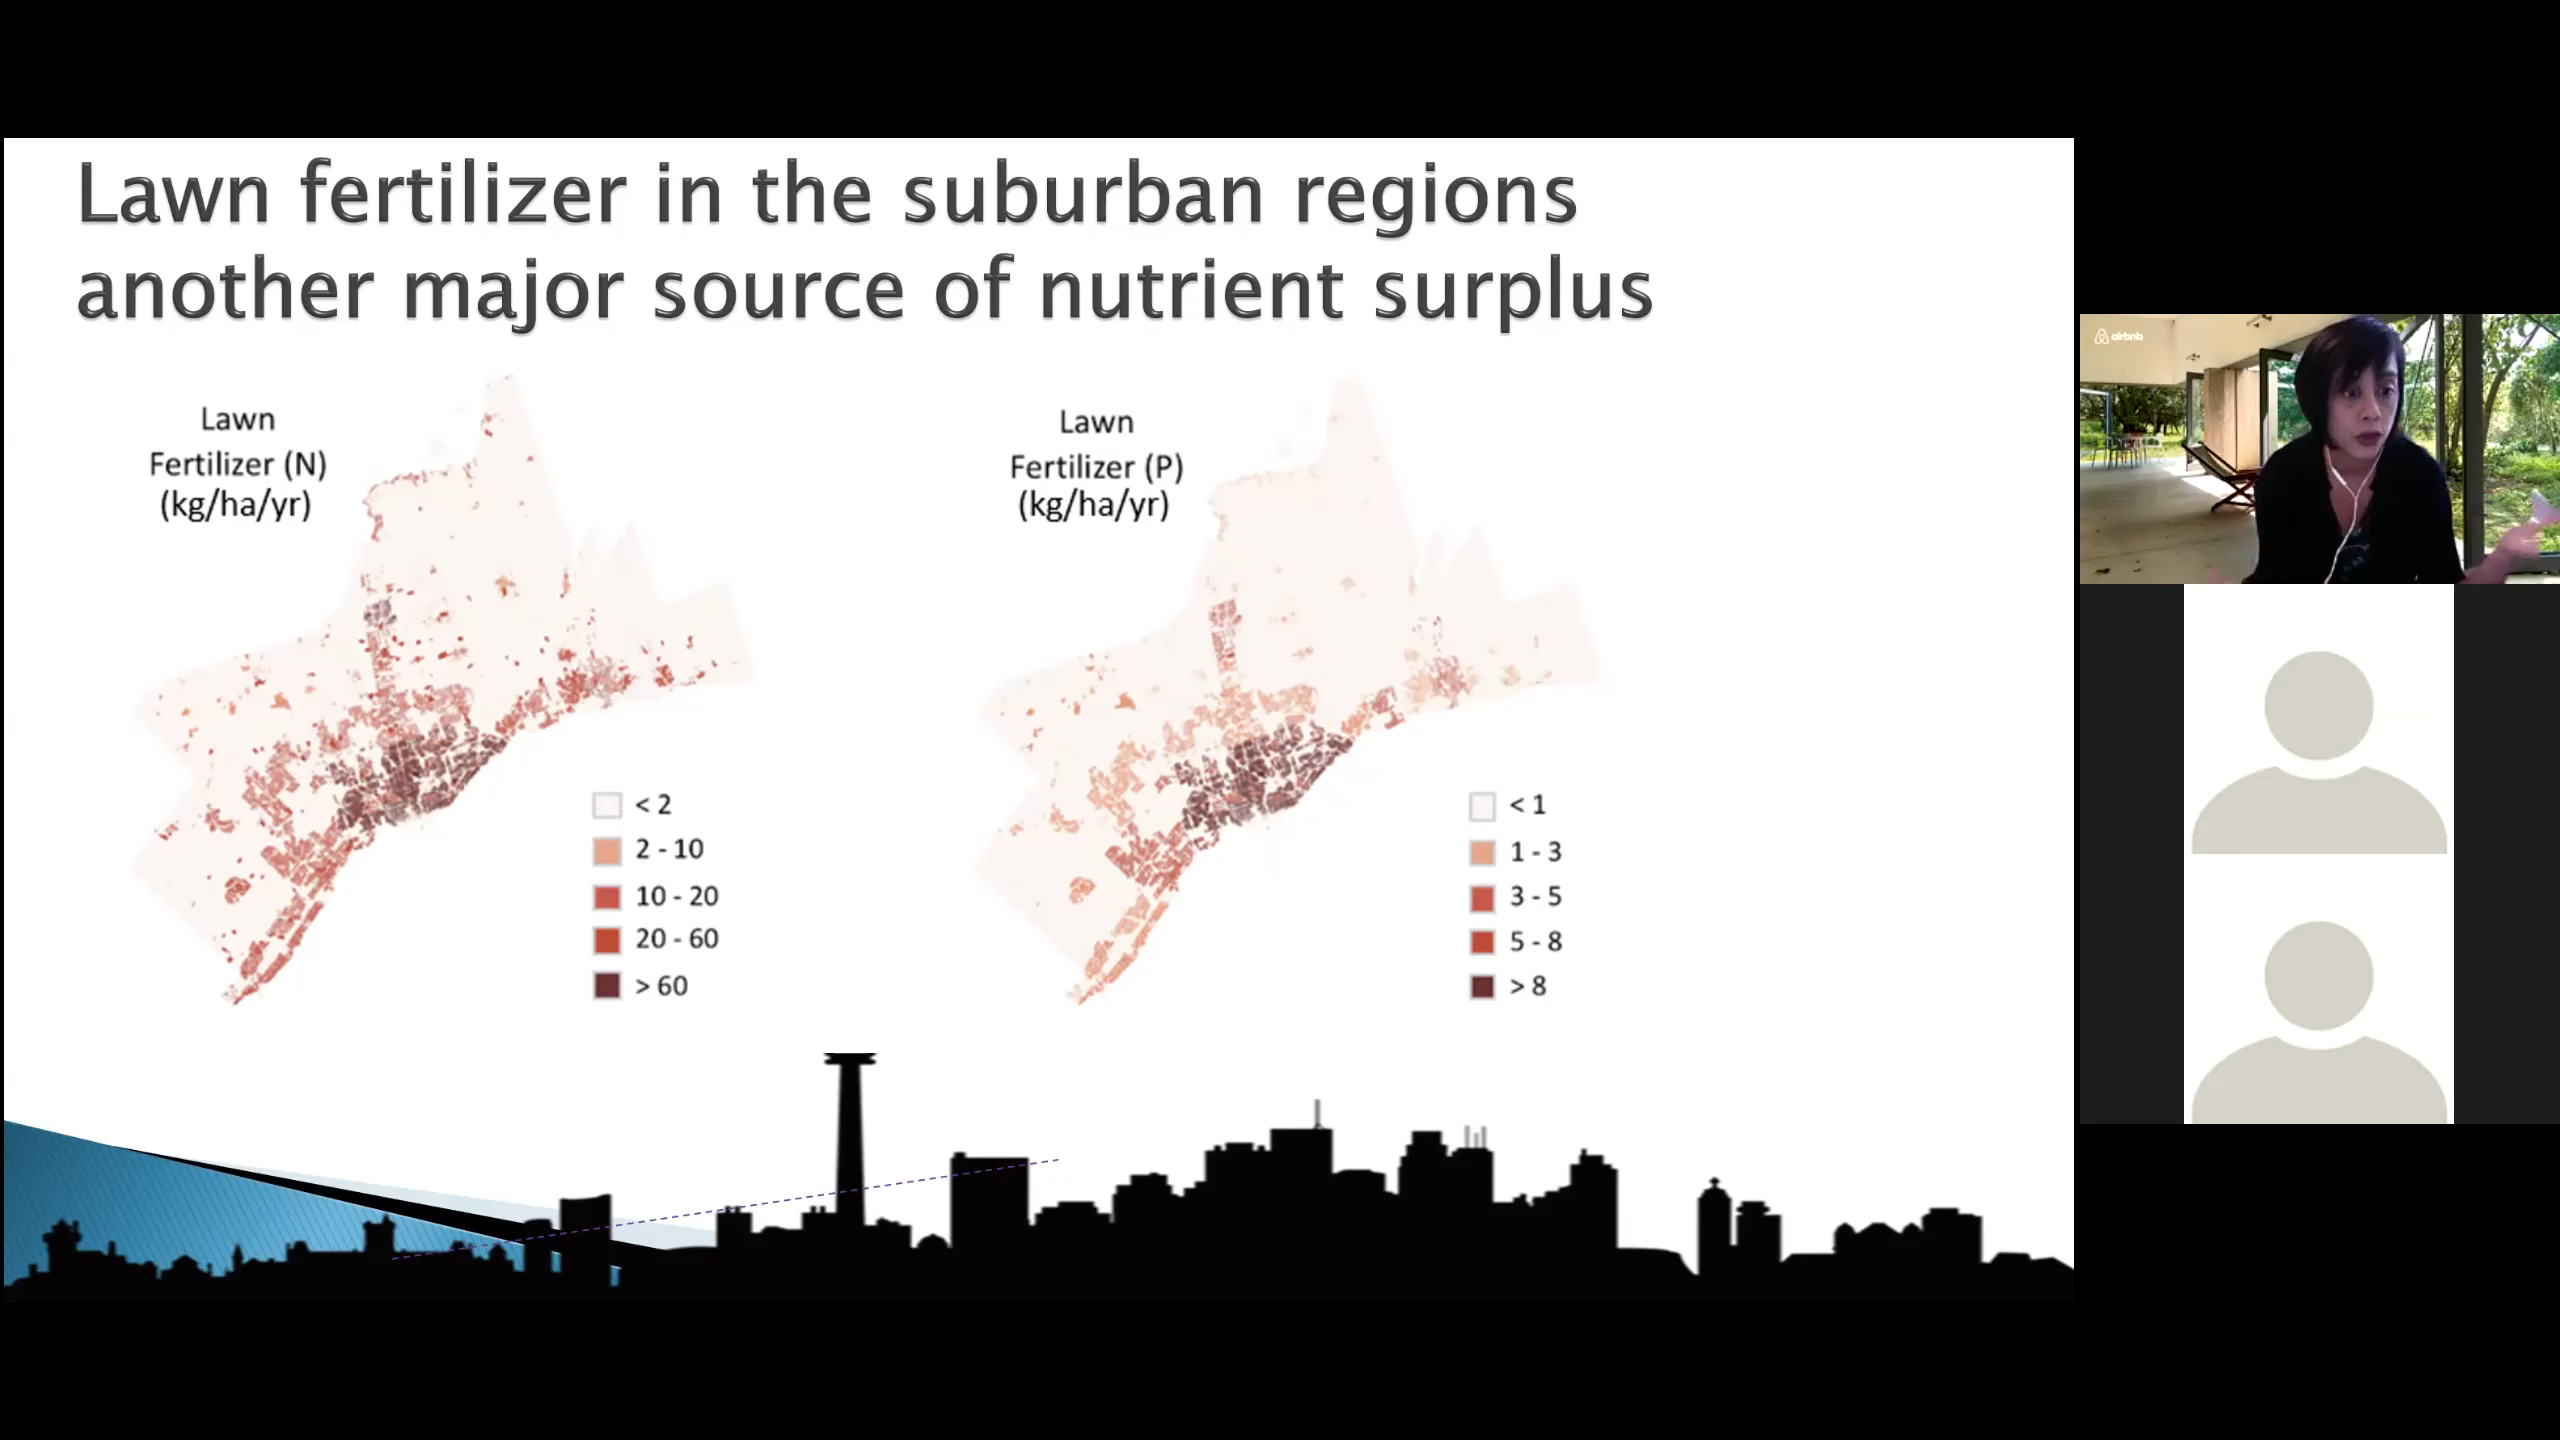 Lawn fertilizer in the suburban regions
another major source of nutrient surplus
Lawn
Fertilizer (N)
(kg/ha/yr)
< 2
2 - 10
10 - 20
20 - 60
> 60
Lawn
Fertilizer (P)
(kg/ha/yr)
< 1
1 - 3
3 - 5
5 - 8
> 8
airbnb